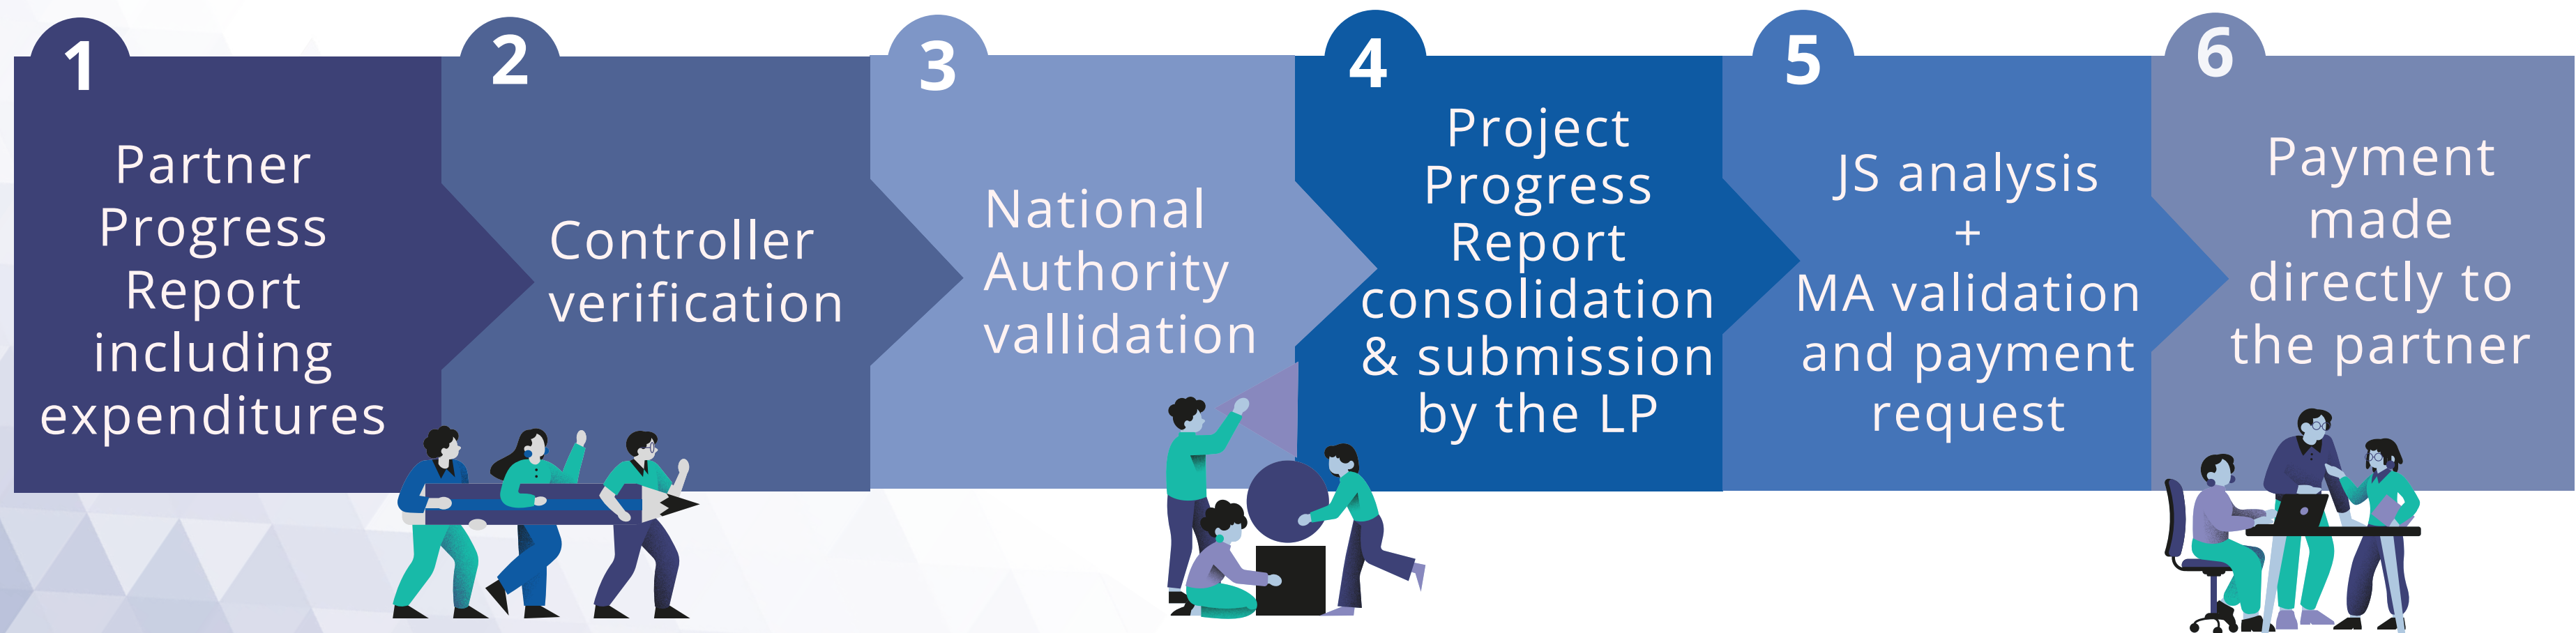 1
Partner
Progress
Report
including
expenditures
2
Controller
verification
3
National
Authority
vallidation
4
Project
Progress
Report
consolidation
& submission
by the LP
5
JS analysis
+
MA validation
and payment
request
6
Payment
made
directly to
the partner